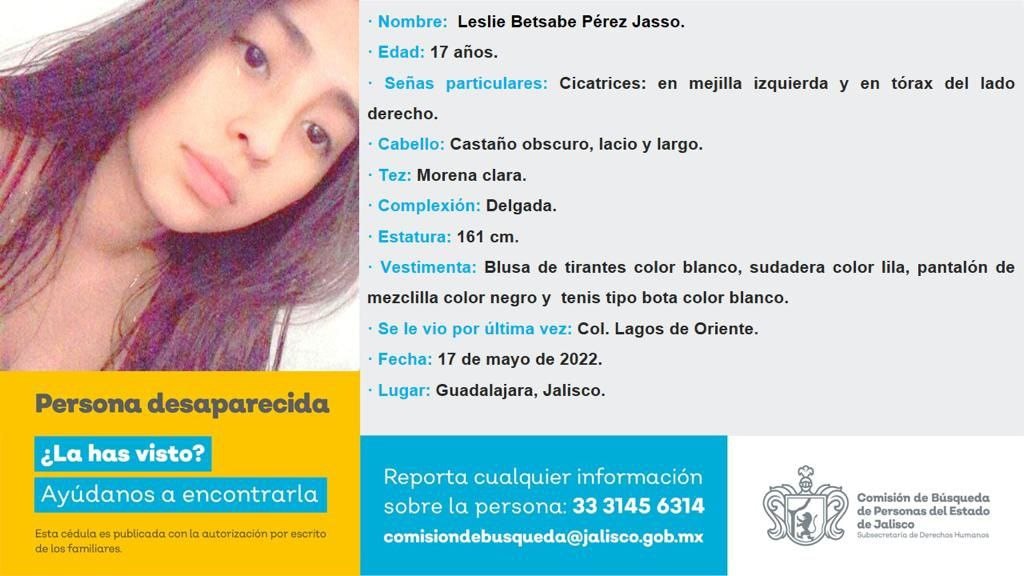 · Nombre:  Leslie Betsabe Pérez Jasso.
· Edad: 17 años.
· Señas particulares: Cicatrices: en mejilla izquierda y en tórax del lado
derecho.
· Cabello: Castaño obscuro, lacio y largo.
· Tez: Morena clara.
· Complexión: Delgada.
· Estatura: 161 cm.
· Vestimenta: Blusa de tirantes color blanco, sudadera color lila, pantalón de
mezclilla color negro y  tenis tipo bota color blanco.
· Se le vio por última vez: Col. Lagos de Oriente.
· Fecha: 17 de mayo de 2022.
· Lugar: Guadalajara, Jalisco.
Persona desaparecida
¿La has visto?
Ayúdanos a encontrarla
Esta cédula es publicada con la autorización por escrito
de los familiares.
Reporta cualquier información
sobre la persona: 33 3145 6314
comisiondebusqueda@jalisco.gob.mx
Comisión de Búsqueda
de Personas del Estado
de Jalisco
Subsecretaría de Derechos Humanos